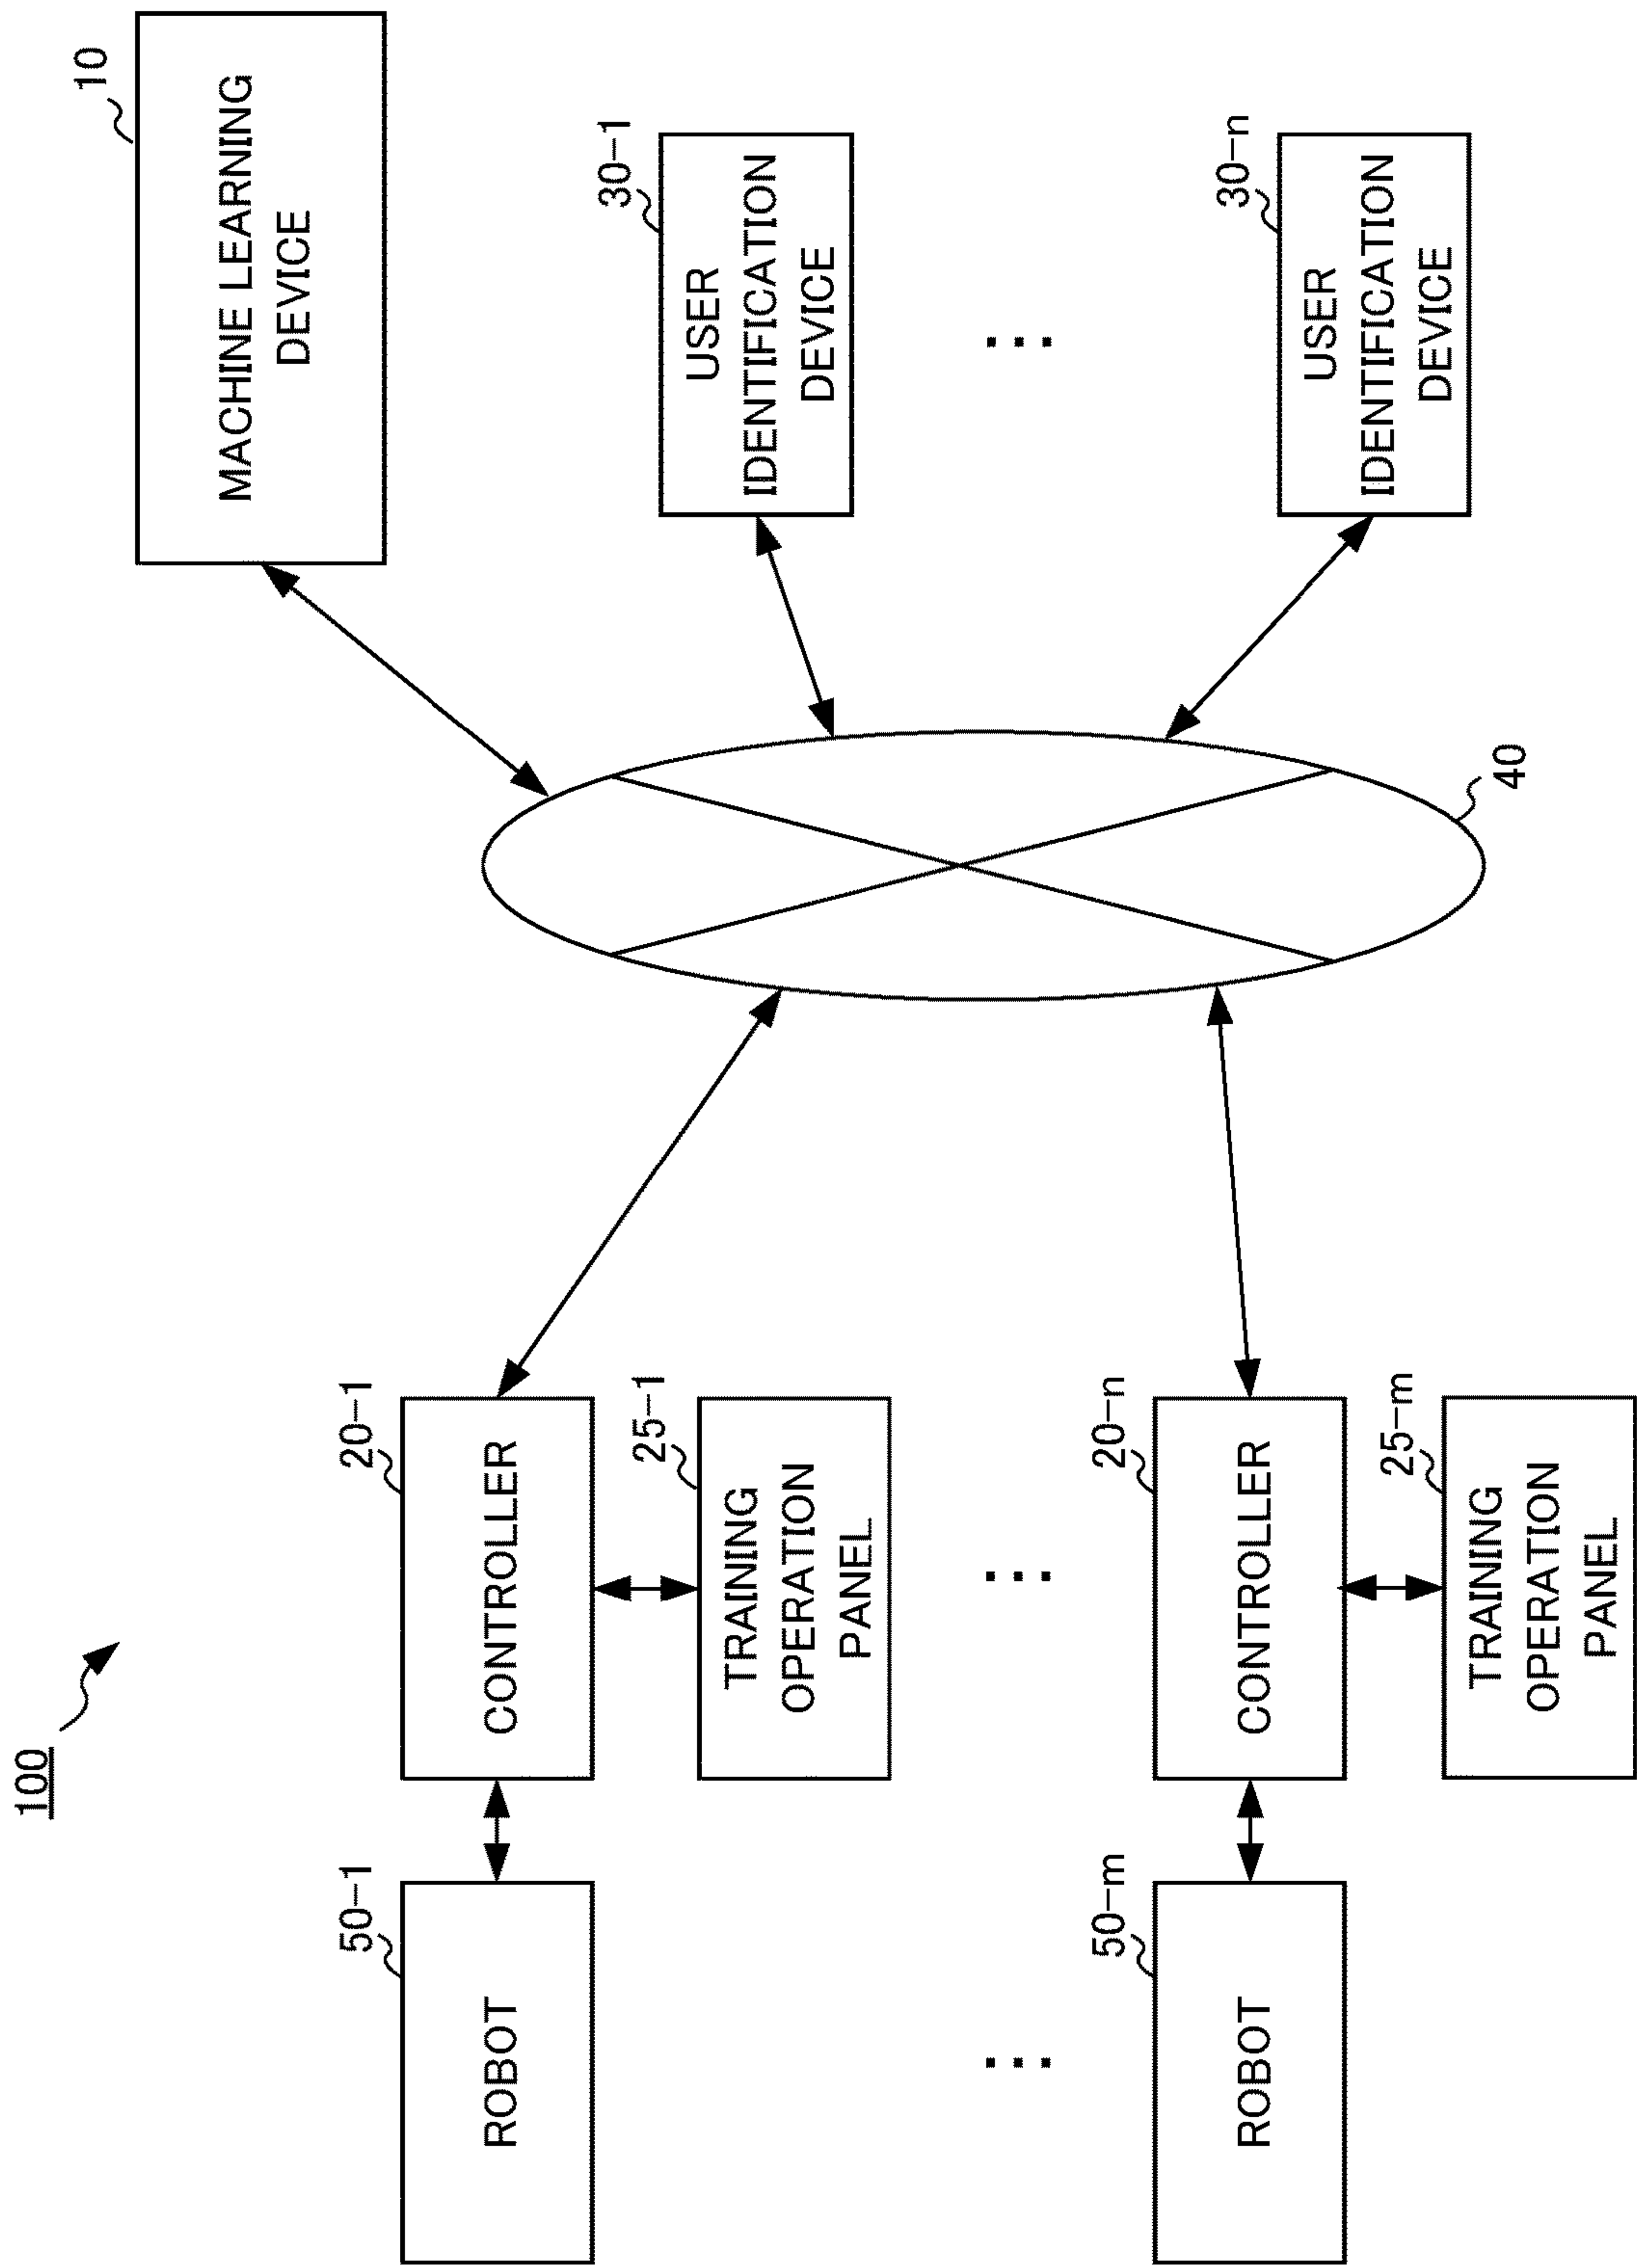 100
10
MACHINE LEARNING
DEVICE
50-1
ROBOT
20-1
CONTROLLER
25-1
TRAINING
OPERATION
PANEL
30-1
USER
IDENTIFICATION
DEVICE
...
...
...
50-m
ROBOT
20-n
CONTROLLER
25-m
TRAINING
OPERATION
PANEL
40
30-n
USER
IDENTIFICATION
DEVICE